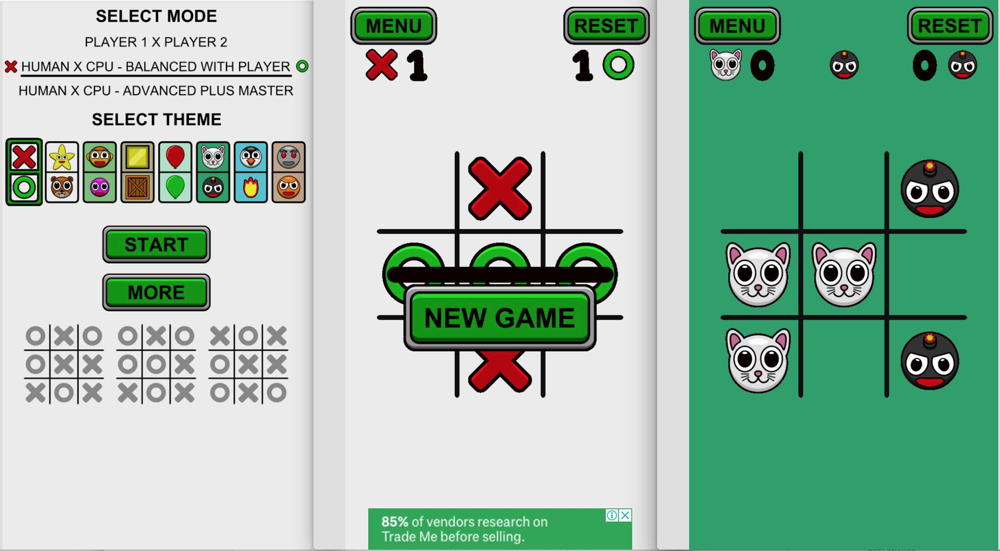 SELECT MODE
PLAYER 1 X PLAYER 2
HUMAN X CPU - BALANCED WITH PLAYER
HUMAN X CPU - ADVANCED PLUS MASTER
SELECT THEME
START
MORE
O X O
O X X
X O X
O X O
O O X
X O X
X O X
O X X
O X O
MENU
RESET
X 1
1 O
X
O O O
NEW GAME
X
85% of vendors research on
Trade Me before selling.
MENU
RESET
0
0